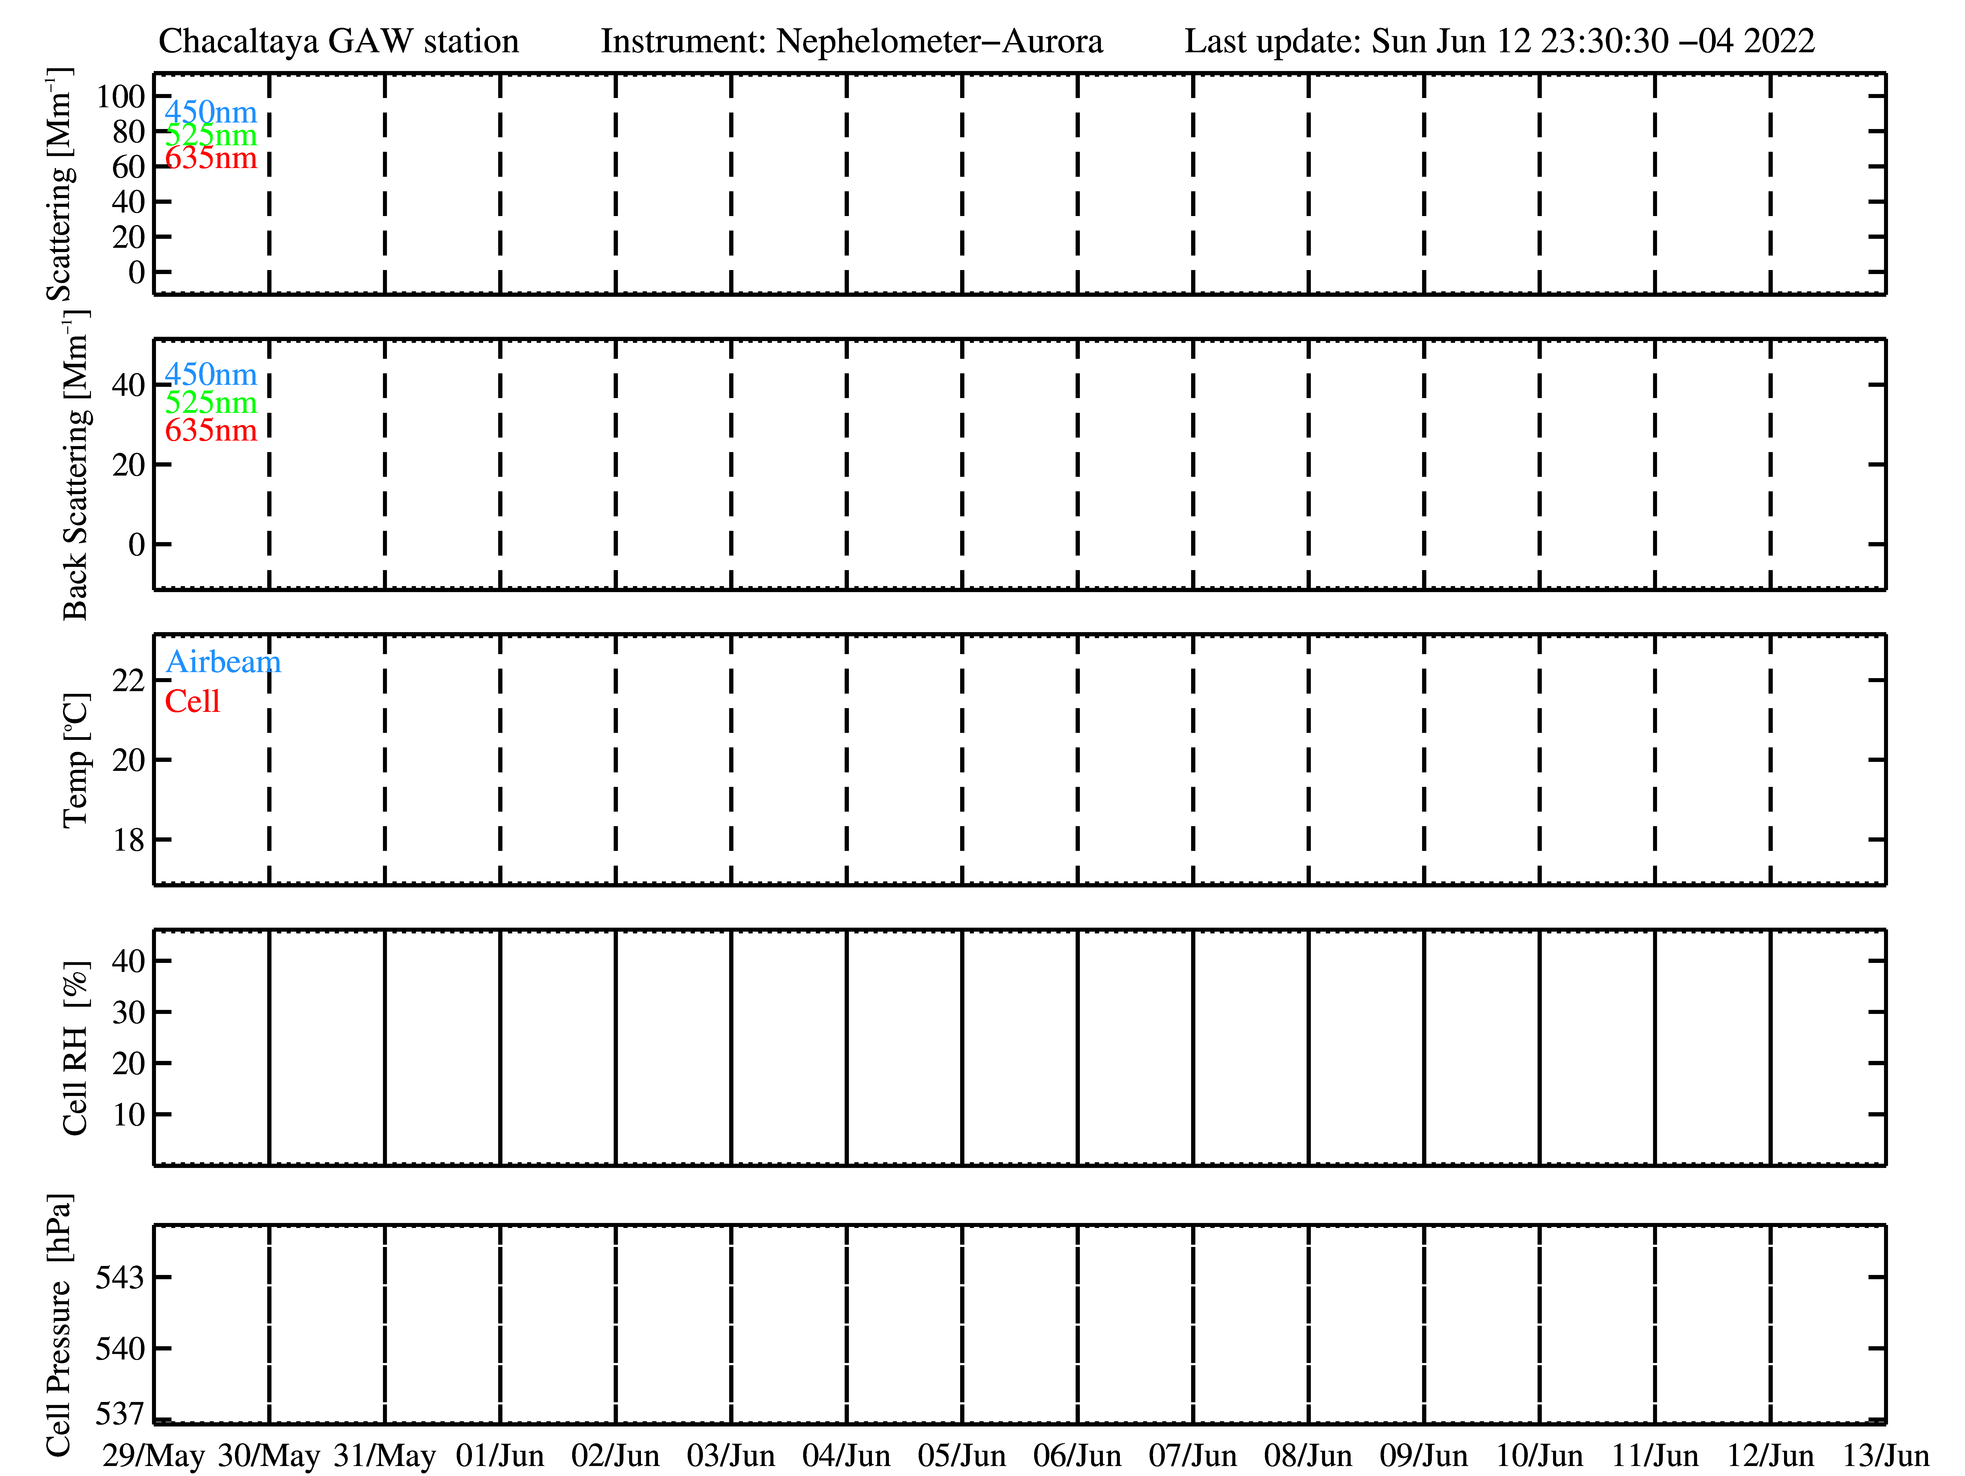 Chacaltaya GAW station Instrument: Nephelometer−Aurora Last update: Sun Jun 12 23:30:30 −04 2022
Scattering [Mm⁻¹]
100
80
60
40
20
0
450nm
525nm
635nm
Back Scattering [Mm⁻¹]
40
20
0
450nm
525nm
635nm
Temp [°C]
22
20
18
Airbeam
Cell
Cell RH [%]
40
30
20
10
Cell Pressure [hPa]
543
540
537
29/May 30/May 31/May 01/Jun 02/Jun 03/Jun 04/Jun 05/Jun 06/Jun 07/Jun 08/Jun 09/Jun 10/Jun 11/Jun 12/Jun 13/Jun